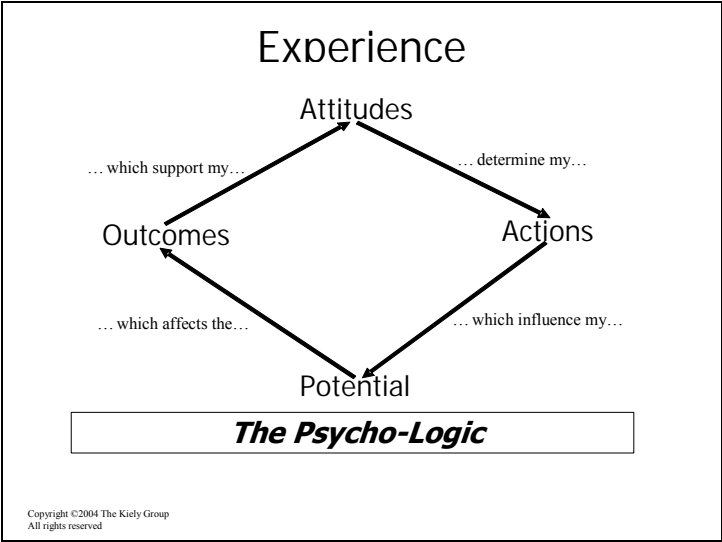 Experience
Attitudes
… which support my…
… determine my…
Outcomes
Actions
… which affects the…
… which influence my…
Potential
The Psycho-Logic
Copyright ©2004 The Kiely Group
All rights reserved